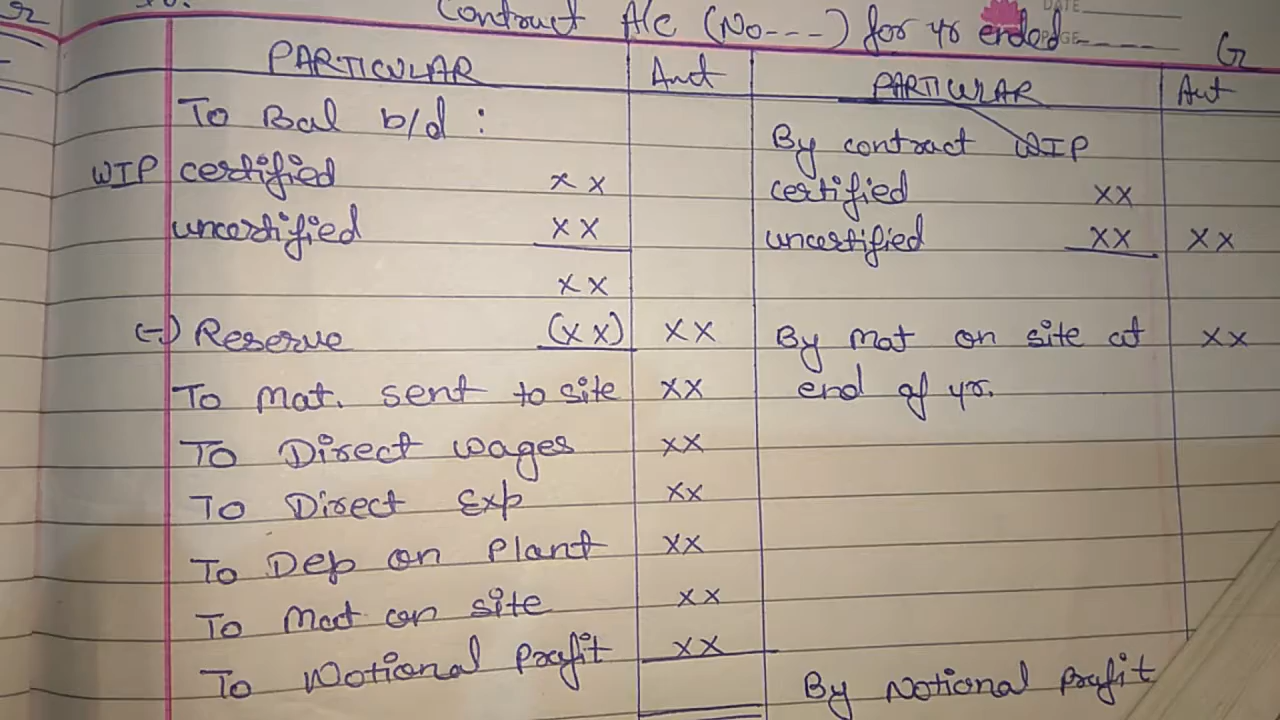 Contract A/c (No---) for yr ended-----
DATE
PAGE
PARTICULAR Amt PARTICULAR Amt
To Bal b/d :
By contract WIP
WIP certified xx certified xx
uncertified xx uncertified xx xx
xx
(-) Reserve (xx) xx By Mat on site at xx
To Mat. sent to site xx end of yr.
To Direct wages xx
To Direct Exp xx
To Dep on Plant xx
To Mat on site xx
To Notional Profit xx
By Notional Profit